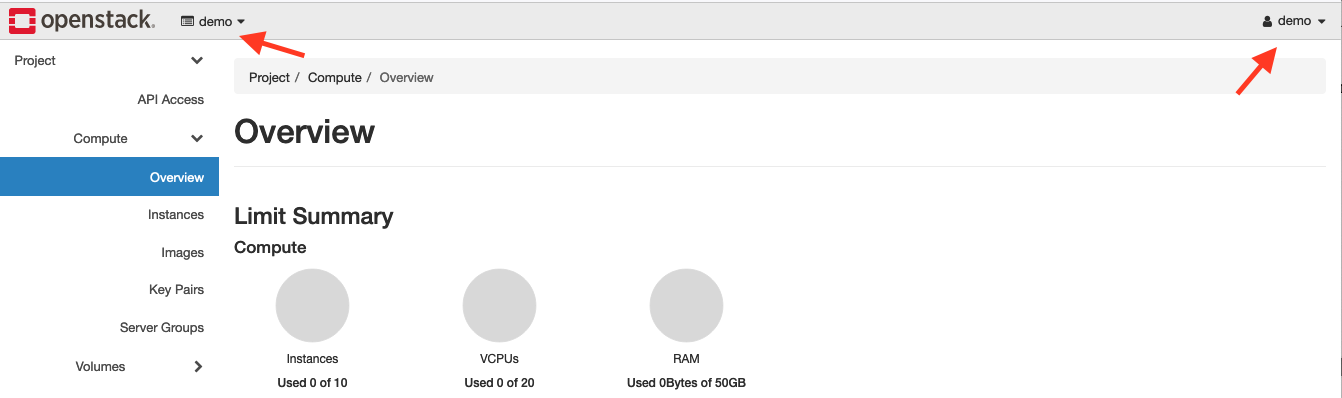 openstack. demo demo
Project
Project / Compute / Overview
API Access
Compute
Overview
Overview
Instances
Limit Summary
Images
Compute
Key Pairs
Server Groups
Volumes
Instances VCPUs RAM
Used 0 of 10 Used 0 of 20 Used 0Bytes of 50GB